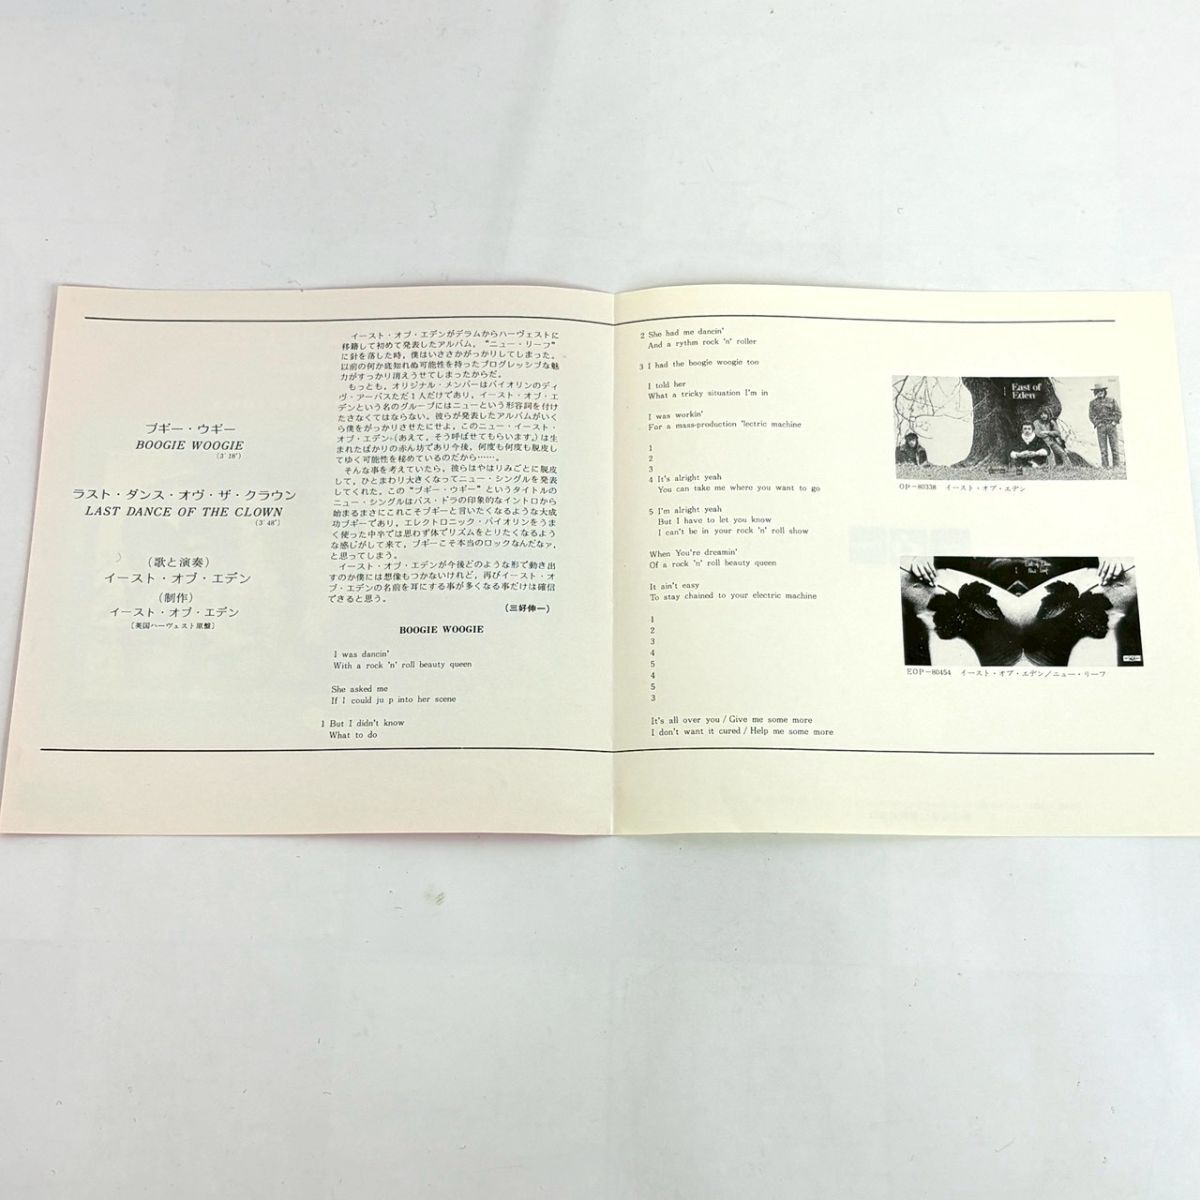 ブギー・ウギー
BOOGIE WOOGIE
(3'28")
ラスト・ダンス・オヴ・ザ・クラウン
LAST DANCE OF THE CLOWN
(3'48")
(歌と演奏)
イースト・オブ・エデン
(制作)
イースト・オブ・エデン
〔英国ハーヴェスト原盤〕
イースト・オブ・エデンがデラムからハーヴェストに
移籍して初めて発表したアルバム，“ニュー・リーフ”
に針を落した時，僕はいささかがっかりしてしまった。
以前の何か底知れぬ可能性を持ったプログレッシブな魅
力がすっかり消えうせてしまったからだ。
もっとも，オリジナル・メンバーはバイオリンのディ
ヴ・アーバスただ１人だけであり，イースト・オブ・エ
デンという名のグループにはニューという形容詞を付け
たさなくてはならない。彼らが発表したアルバムがいく
ら僕をがっかりさせたにせよ，このニュー・イースト・
オブ・エデン・(あえて，そう呼ばせてもらいます。)は生
まれたばかりの赤ん坊であり今後，何度も何度も脱皮し
てゆく可能性を秘めているのだから……。
そんな事を考えていたら，彼らはやはりみごとに脱皮
して，ひとまわり大きくなってニュー・シングルを発表
してくれた。この“ブギー・ウギー”というタイトルの
ニュー・シングルはバス・ドラの印象的なイントロから
始まるまさにこれこそブギーと言いたくなるような大成
功ブギーであり，エレクトロニック・バイオリンをうま
く使った中半では思わず体でリズムをとりたくなるよう
な感じがして来て，ブギーこそ本当のロックなんだなァ，
と思ってしまう。
イースト・オブ・エデンが今後どのような形で動き出
すのか僕には想像もつかないけれど，再びイースト・オ
ブ・エデンの名前を耳にする事が多くなる事だけは確信
できると思う。
(三好伸一)
BOOGIE WOOGIE
I was dancin'
With a rock 'n' roll beauty queen
She asked me
If I could ju p into her scene
1 But I didn't know
What to do
2 She had me dancin'
And a rythm rock 'n' roller
3 I had the boogie woogie too
I told her
What a tricky situation I'm in
I was workin'
For a mass-production 'lectric machine
1
2
3
4 It's alright yeah
You can take me where you want to go
5 I'm alright yeah
But I have to let you know
I can't be in your rock 'n' roll show
When You're dreamin'
Of a rock 'n' roll beauty queen
It ain't easy
To stay chained to your electric machine
1
2
3
4
5
4
5
3
It's all over you / Give me some more
I don't want it cured / Help me some more
East of
Eden
OP-80338 イースト・オブ・エデン
EOP-80454 イースト・オブ・エデン/ニュー・リーフ